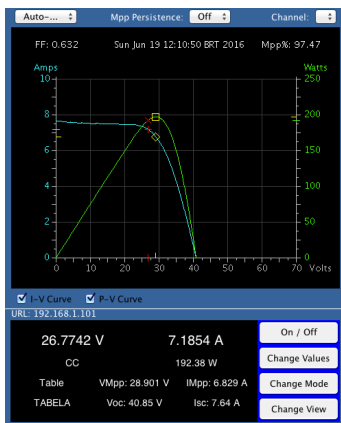 Auto-... Mpp Persistence: Off Channel:
FF: 0.632 Sun Jun 19 12:10:50 BRT 2016 Mpp%: 97.47
Amps Watts
10 250
8 200
6 150
4 100
2 50
0 0
0 10 20 30 40 50 60 70 Volts
I-V Curve P-V Curve
URL: 192.168.1.101
26.7742 V 7.1854 A On / Off
CC 192.38 W Change Values
Table VMpp: 28.901 V IMpp: 6.829 A Change Mode
TABELA Voc: 40.85 V Isc: 7.64 A Change View